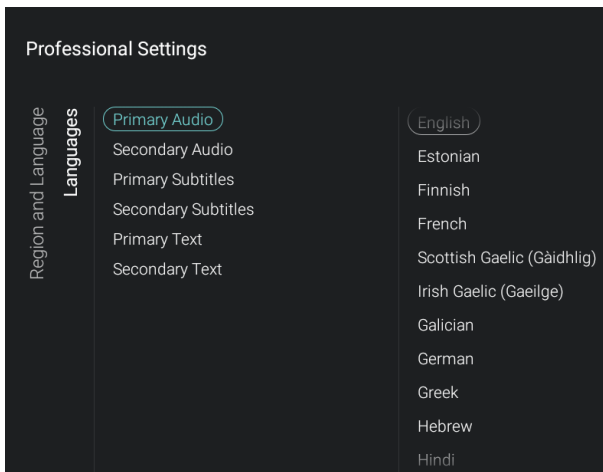 Professional Settings
Region and Language
Languages
Primary Audio
Secondary Audio
Primary Subtitles
Secondary Subtitles
Primary Text
Secondary Text
English
Estonian
Finnish
French
Scottish Gaelic (Gàidhlig)
Irish Gaelic (Gaeilge)
Galician
German
Greek
Hebrew
Hindi